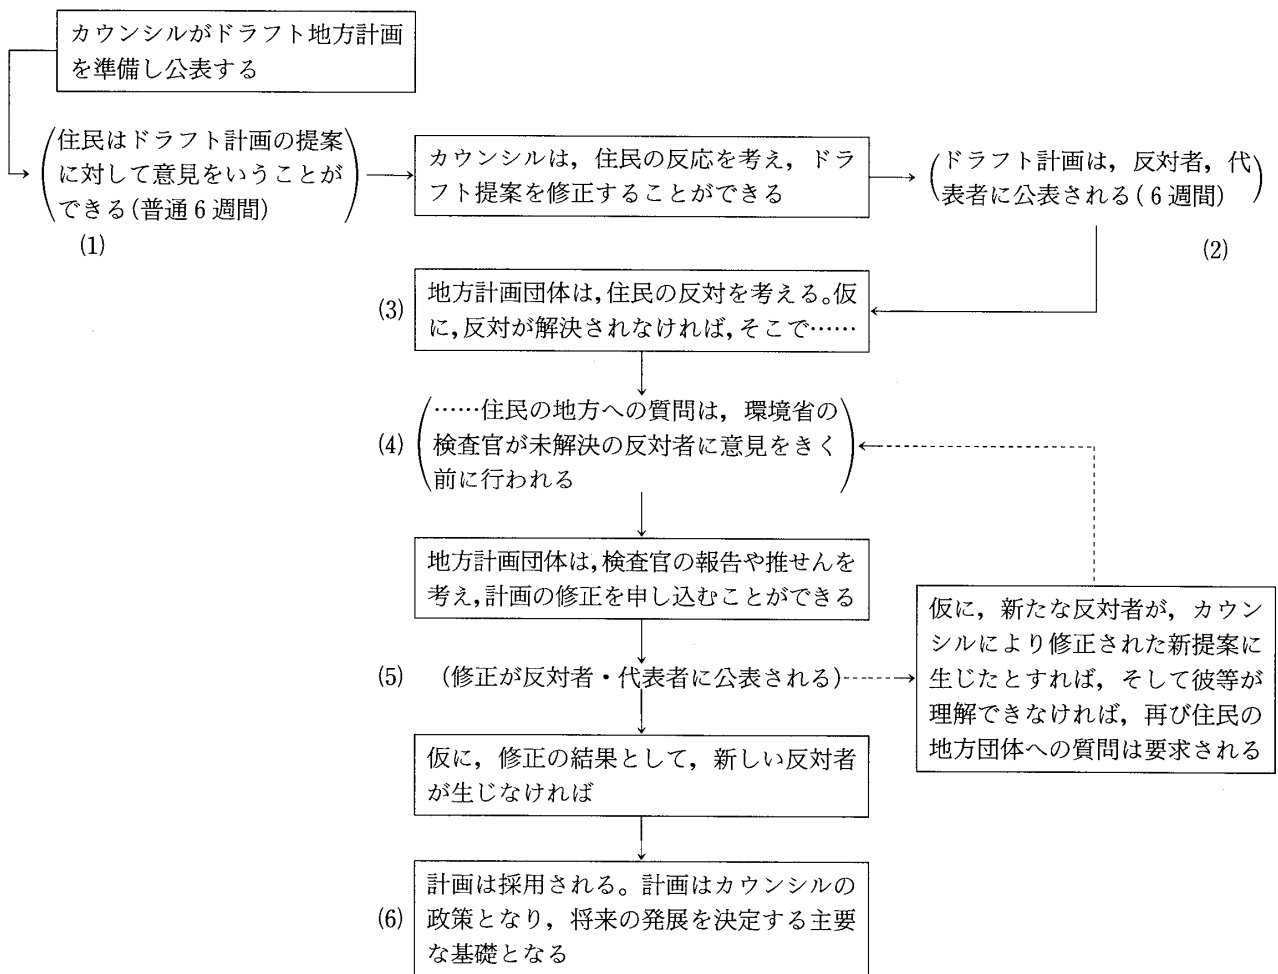 カウンシルがドラフト地方計画
を準備し公表する
住民はドラフト計画の提案
に対して意見をいうことが
できる(普通6週間)
(1)
カウンシルは，住民の反応を考え，ドラ
フト提案を修正することができる
ドラフト計画は，反対者，代
表者に公表される(6週間)
(2)
(3)
地方計画団体は，住民の反対を考える。仮
に，反対が解決されなければ，そこで……
(4)
……住民の地方への質問は，環境省の
検査官が未解決の反対者に意見をきく
前に行われる
地方計画団体は，検査官の報告や推せんを
考え，計画の修正を申し込むことができる
(5)
(修正が反対者・代表者に公表される)
仮に，新たな反対者が，カウン
シルにより修正された新提案に
生じたとすれば，そして彼等が
理解できなければ，再び住民の
地方団体への質問は要求される
仮に，修正の結果として，新しい反対者
が生じなければ
(6)
計画は採用される。計画はカウンシルの
政策となり，将来の発展を決定する主要
な基礎となる